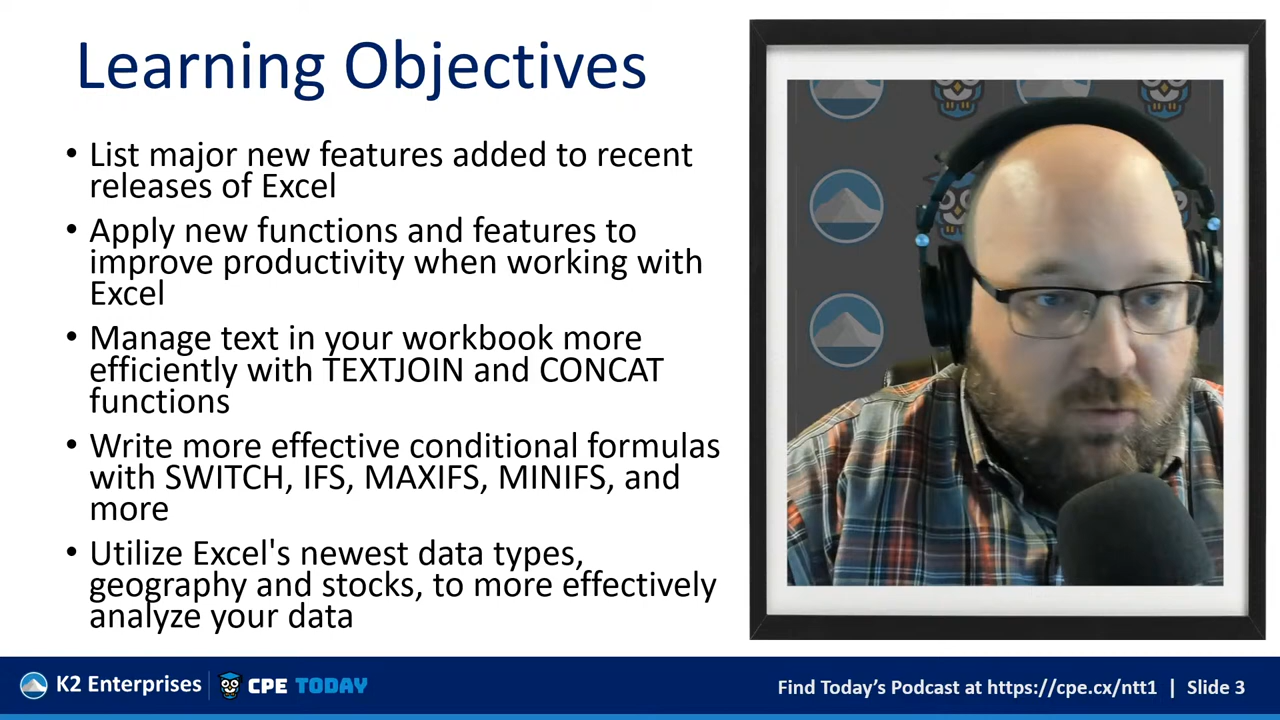 Learning Objectives
• List major new features added to recent
releases of Excel
• Apply new functions and features to
improve productivity when working with
Excel
• Manage text in your workbook more
efficiently with TEXTJOIN and CONCAT
functions
• Write more effective conditional formulas
with SWITCH, IFS, MAXIFS, MINIFS, and
more
• Utilize Excel's newest data types,
geography and stocks, to more effectively
analyze your data
K2 Enterprises
CPE TODAY
Find Today’s Podcast at https://cpe.cx/ntt1 | Slide 3